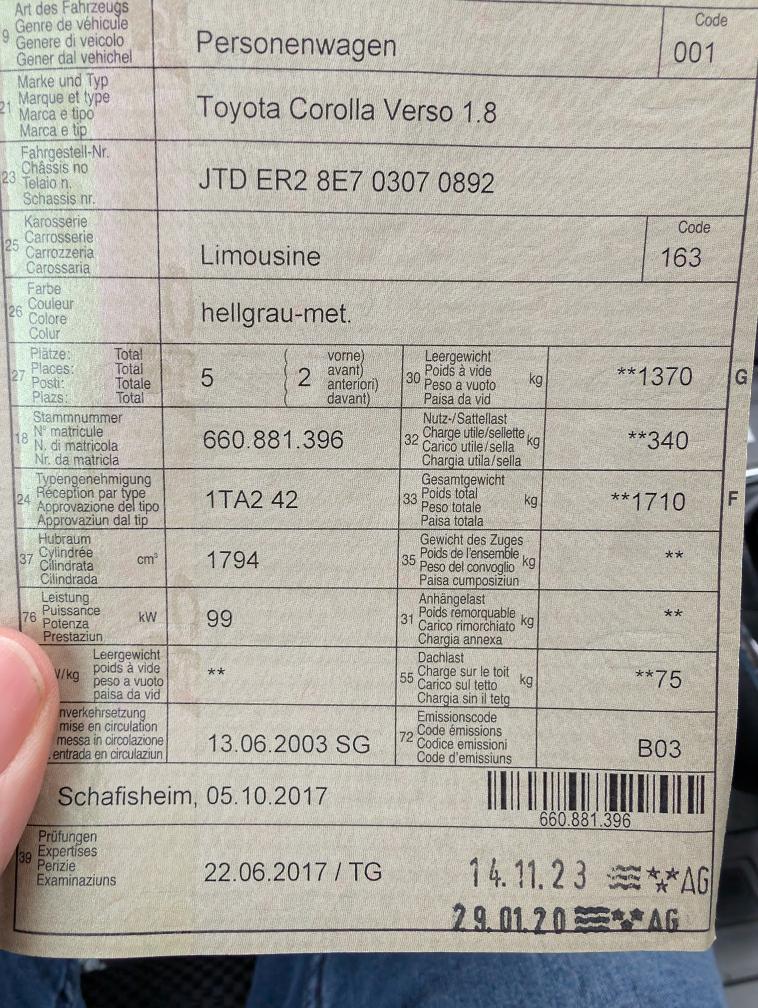 9 Art des Fahrzeugs
Genre de véhicule
Genere di veicolo
Gener dal vehichel
Personenwagen
Code
001
21 Marke und Typ
Marque et type
Marca e tipo
Marca e tip
Toyota Corolla Verso 1.8
23 Fahrgestell-Nr.
Châssis no
Telaio n.
Schassis nr.
JTD ER2 8E7 0307 0892
25 Karosserie
Carrosserie
Carrozzeria
Carossaria
Limousine
Code
163
26 Farbe
Couleur
Colore
Colur
hellgrau-met.
27 Plätze: Total
Places: Total
Posti: Totale
Plazs: Total
5
2
vorne)
avant)
anteriori)
davant)
30 Leergewicht
Poids à vide
Peso a vuoto
Paisa da vid
kg
**1370
G
18 Stammnummer
N° matricule
N. di matricola
Nr. da matricla
660.881.396
32 Nutz-/Sattellast
Charge utile/sellette
Carico utile/sella
Chargia utila/sella
kg
**340
24 Typengenehmigung
Réception par type
Approvazione del tipo
Approvaziun dal tip
1TA2 42
33 Gesamtgewicht
Poids total
Peso totale
Paisa totala
kg
**1710
F
37 Hubraum
Cylindrée
Cilindrata
Cilindrada
cm³
1794
35 Gewicht des Zuges
Poids de l'ensemble
Peso del convoglio
Paisa cumposiziun
kg
**
76 Leistung
Puissance
Potenza
Prestaziun
kW
99
31 Anhängelast
Poids remorquable
Carico rimorchiato
Chargia annexa
kg
**
/kg
Leergewicht
poids à vide
peso a vuoto
paisa da vid
**
55 Dachlast
Charge sur le toit
Carico sul tetto
Chargia sin il tetg
kg
**75
nverkehrsetzung
mise en circulation
messa in circolazione
entrada en circulaziun
13.06.2003 SG
72 Emissionscode
Code émissions
Codice emissioni
Code d'emissiuns
B03
Schafisheim, 05.10.2017
660.881.396
39 Prüfungen
Expertises
Perizie
Examinaziuns
22.06.2017 / TG
14.11.23 AG
29.01.20 AG